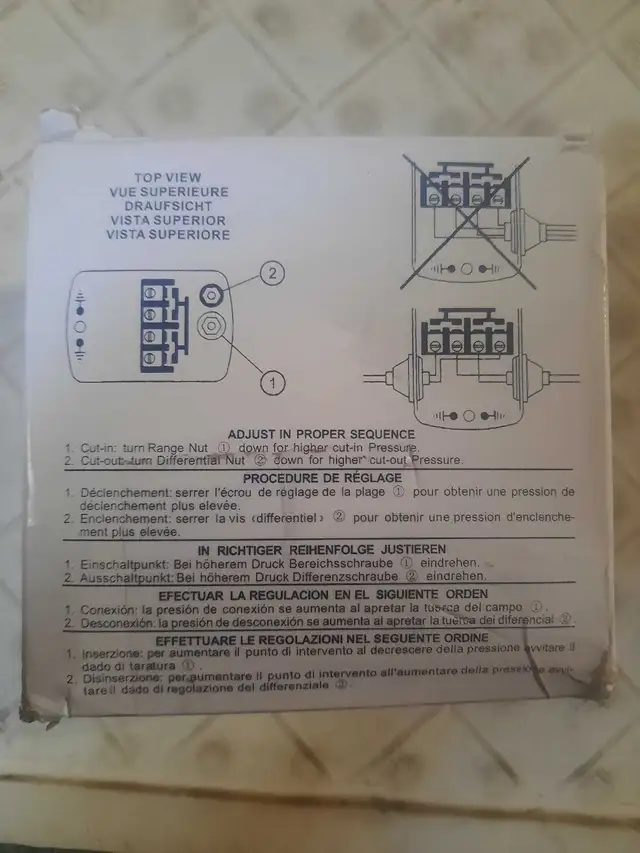 TOP VIEW
VUE SUPERIEURE
DRAUFSICHT
VISTA SUPERIOR
VISTA SUPERIORE
2
1
ADJUST IN PROPER SEQUENCE
1. Cut-in: turn Range Nut ① down for higher cut-in Pressure.
2. Cut-out-turn Differential Nut ② down for higher cut-out Pressure.
PROCEDURE DE RÉGLAGE
1. Déclenchement: serrer l'écrou de réglage de la plage ① pour obtenir une pression de
déclenchement plus elevée.
2. Enclenchement: serrer la vis ‹differentiel› ② pour obtenir une pression d'enclenche-
ment plus elevée.
IN RICHTIGER REIHENFOLGE JUSTIEREN
1. Einschaltpunkt: Bei höherem Druck Bereichsschraube ① eindrehen.
2. Ausschaltpunkt: Bei höherem Druck Differenzschraube ② eindrehen.
EFECTUAR LA REGULACION EN EL SIGUIENTE ORDEN
1. Conexión: la presión de conexión se aumenta al apretar la tuerca del campo ①.
2. Desconexión: la presión de desconexión se aumenta al apretar la tuerca del diferencial ②.
EFFETTUARE LE REGOLAZIONI NEL SEGUENTE ORDINE
1. Inserzione: per aumentare il punto di intervento al decrescere della pressione avvitare il
dado di taratura ①.
2. Disinserzione: per aumentare il punto di intervento all'aumentare della pressione avvi-
tare il dado di regolazione del differenziale ②.